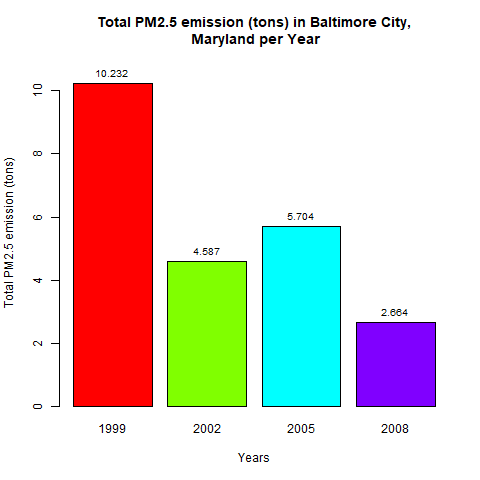 Total PM2.5 emission (tons) in Baltimore City,
Maryland per Year
Total PM2.5 emission (tons)
10
8
6
4
2
0
10.232
4.587
5.704
2.664
1999 2002 2005 2008
Years